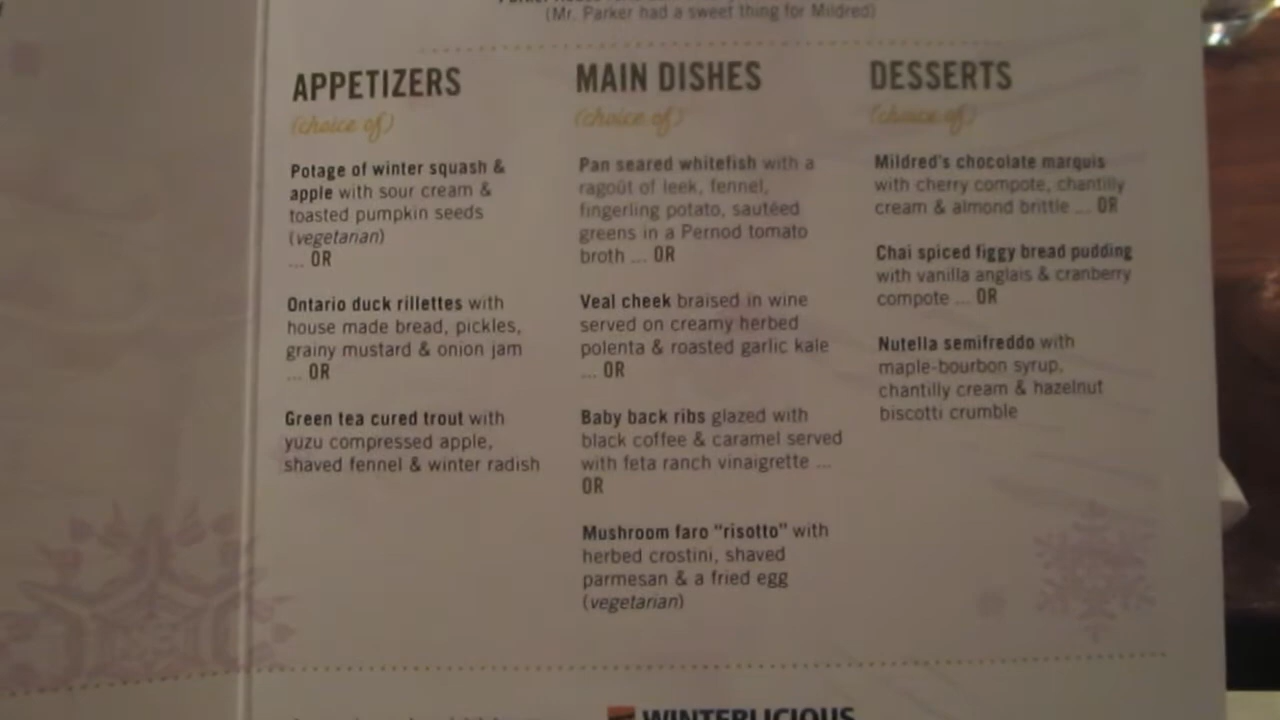 (Mr. Parker had a sweet thing for Mildred)
APPETIZERS
(choice of)
Potage of winter squash &
apple with sour cream &
toasted pumpkin seeds
(vegetarian)
... OR
Ontario duck rillettes with
house made bread, pickles,
grainy mustard & onion jam
... OR
Green tea cured trout with
yuzu compressed apple,
shaved fennel & winter radish
MAIN DISHES
(choice of)
Pan seared whitefish with a
ragoût of leek, fennel,
fingerling potato, sautéed
greens in a Pernod tomato
broth ... OR
Veal cheek braised in wine
served on creamy herbed
polenta & roasted garlic kale
... OR
Baby back ribs glazed with
black coffee & caramel served
with feta ranch vinaigrette ...
OR
Mushroom faro "risotto" with
herbed crostini, shaved
parmesan & a fried egg
(vegetarian)
DESSERTS
(choice of)
Mildred's chocolate marquis
with cherry compote, chantilly
cream & almond brittle ... OR
Chai spiced figgy bread pudding
with vanilla anglais & cranberry
compote ... OR
Nutella semifreddo with
maple-bourbon syrup,
chantilly cream & hazelnut
biscotti crumble
WINTERLICIOUS